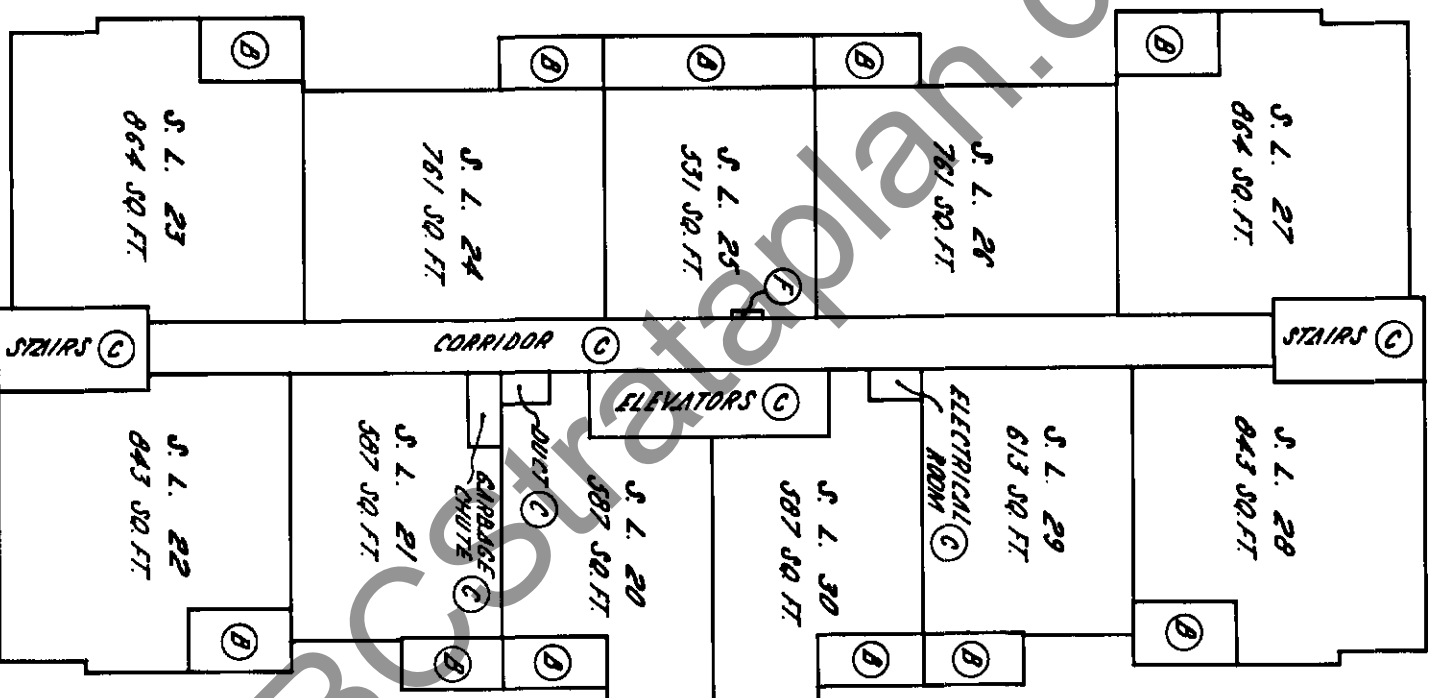 B
B
B
B
B
S. L. 23
864 SQ. FT.
S. L. 24
761 SQ. FT.
S. L. 25
531 SQ. FT.
S. L. 26
761 SQ. FT.
S. L. 27
864 SQ. FT.
F
STAIRS C
CORRIDOR C
STAIRS C
ELEVATORS C
S. L. 22
843 SQ. FT.
S. L. 21
587 SQ. FT.
GARBAGE
CHUTE C
DUCT C
S. L. 20
587 SQ. FT.
S. L. 30
587 SQ. FT.
ELECTRICAL
ROOM C
S. L. 29
613 SQ. FT.
S. L. 28
843 SQ. FT.
B
B
B
B
B
B
BCStrataplan.c